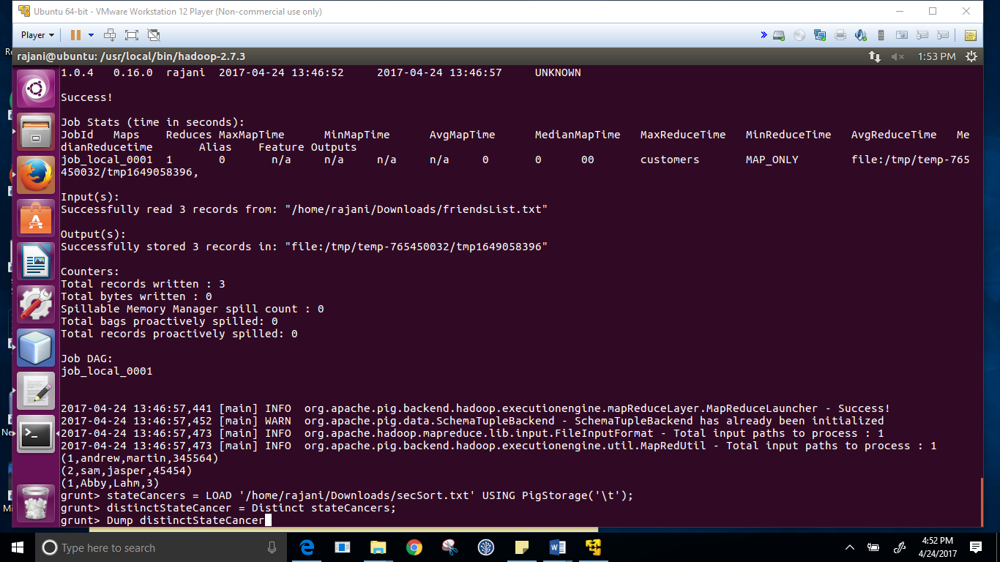 Ubuntu 64-bit - VMware Workstation 12 Player (Non-commercial use only)
Player
rajani@ubuntu: /usr/local/bin/hadoop-2.7.3
1:53 PM
1.0.4 0.16.0 rajani 2017-04-24 13:46:52 2017-04-24 13:46:57 UNKNOWN
Success!
Job Stats (time in seconds):
JobId Maps Reduces MaxMapTime MinMapTime AvgMapTime MedianMapTime MaxReduceTime MinReduceTime AvgReduceTime Me
dianReducetime Alias Feature Outputs
job_local_0001 1 0 n/a n/a n/a n/a 0 0 00 customers MAP_ONLY file:/tmp/temp-765
450032/tmp1649058396,
Input(s):
Successfully read 3 records from: "/home/rajani/Downloads/friendsList.txt"
Output(s):
Successfully stored 3 records in: "file:/tmp/temp-765450032/tmp1649058396"
Counters:
Total records written : 3
Total bytes written : 0
Spillable Memory Manager spill count : 0
Total bags proactively spilled: 0
Total records proactively spilled: 0
Job DAG:
job_local_0001
2017-04-24 13:46:57,441 [main] INFO org.apache.pig.backend.hadoop.executionengine.mapReduceLayer.MapReduceLauncher - Success!
2017-04-24 13:46:57,452 [main] WARN org.apache.pig.data.SchemaTupleBackend - SchemaTupleBackend has already been initialized
2017-04-24 13:46:57,473 [main] INFO org.apache.hadoop.mapreduce.lib.input.FileInputFormat - Total input paths to process : 1
2017-04-24 13:46:57,473 [main] INFO org.apache.pig.backend.hadoop.executionengine.util.MapRedUtil - Total input paths to process : 1
(1,andrew,martin,345564)
(2,sam,jasper,45454)
(1,Abby,Lahm,3)
grunt> stateCancers = LOAD '/home/rajani/Downloads/secSort.txt' USING PigStorage('\t');
grunt> distinctStateCancer = Distinct stateCancers;
grunt> Dump distinctStateCancer
Type here to search
4:52 PM
4/24/2017